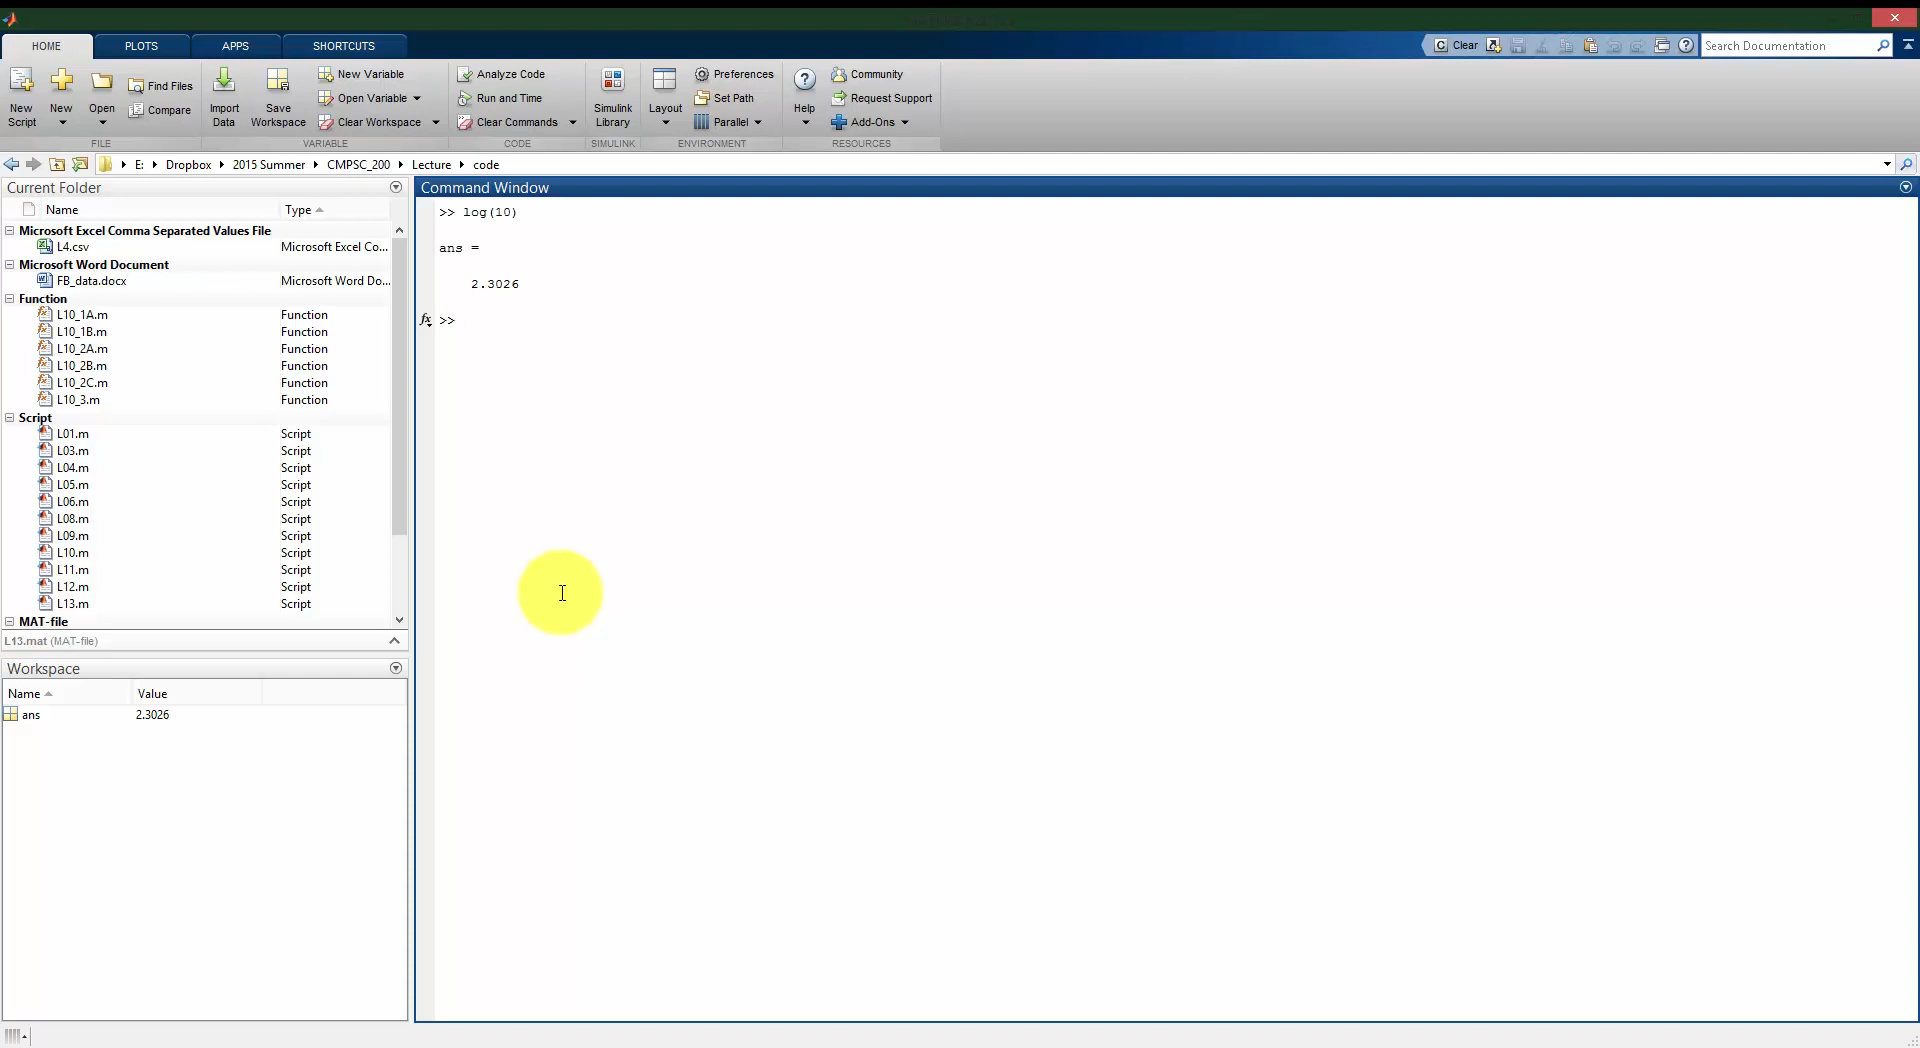 HOME
PLOTS
APPS
SHORTCUTS
Clear
Search Documentation
New Script
New
Open
Find Files
Compare
Import Data
Save Workspace
New Variable
Open Variable
Clear Workspace
Analyze Code
Run and Time
Clear Commands
Simulink Library
Layout
Preferences
Set Path
Parallel
Help
Community
Request Support
Add-Ons
FILE
VARIABLE
CODE
SIMULINK
ENVIRONMENT
RESOURCES
E: Dropbox 2015 Summer CMPSC_200 Lecture code
Current Folder
Name Type
Microsoft Excel Comma Separated Values File
L4.csv Microsoft Excel Co...
Microsoft Word Document
FB_data.docx Microsoft Word Do...
Function
L10_1A.m Function
L10_1B.m Function
L10_2A.m Function
L10_2B.m Function
L10_2C.m Function
L10_3.m Function
Script
L01.m Script
L03.m Script
L04.m Script
L05.m Script
L06.m Script
L08.m Script
L09.m Script
L10.m Script
L11.m Script
L12.m Script
L13.m Script
MAT-file
L13.mat (MAT-file)
Workspace
Name Value
ans 2.3026
Command Window
>> log(10)
ans =
2.3026
fx >>